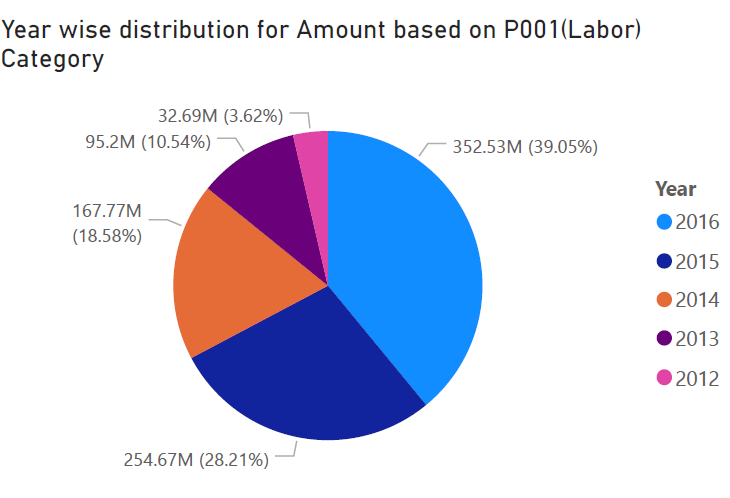 Year wise distribution for Amount based on P001(Labor)
Category
32.69M (3.62%)
95.2M (10.54%)
352.53M (39.05%)
167.77M
(18.58%)
254.67M (28.21%)
Year
2016
2015
2014
2013
2012